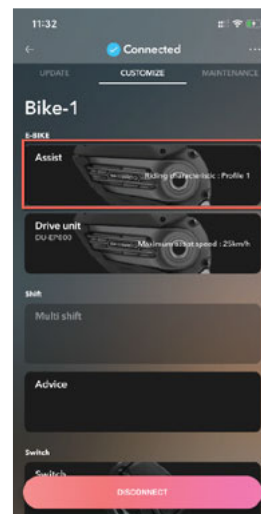 11:32
Connected
UPDATE CUSTOMIZE MAINTENANCE
Bike-1
E-BIKE
Assist
Riding characteristic : Profile 1
Drive unit
DU-EP800
Maximum assist speed : 25km/h
Shift
Multi shift
Advice
Switch
Switch
DISCONNECT